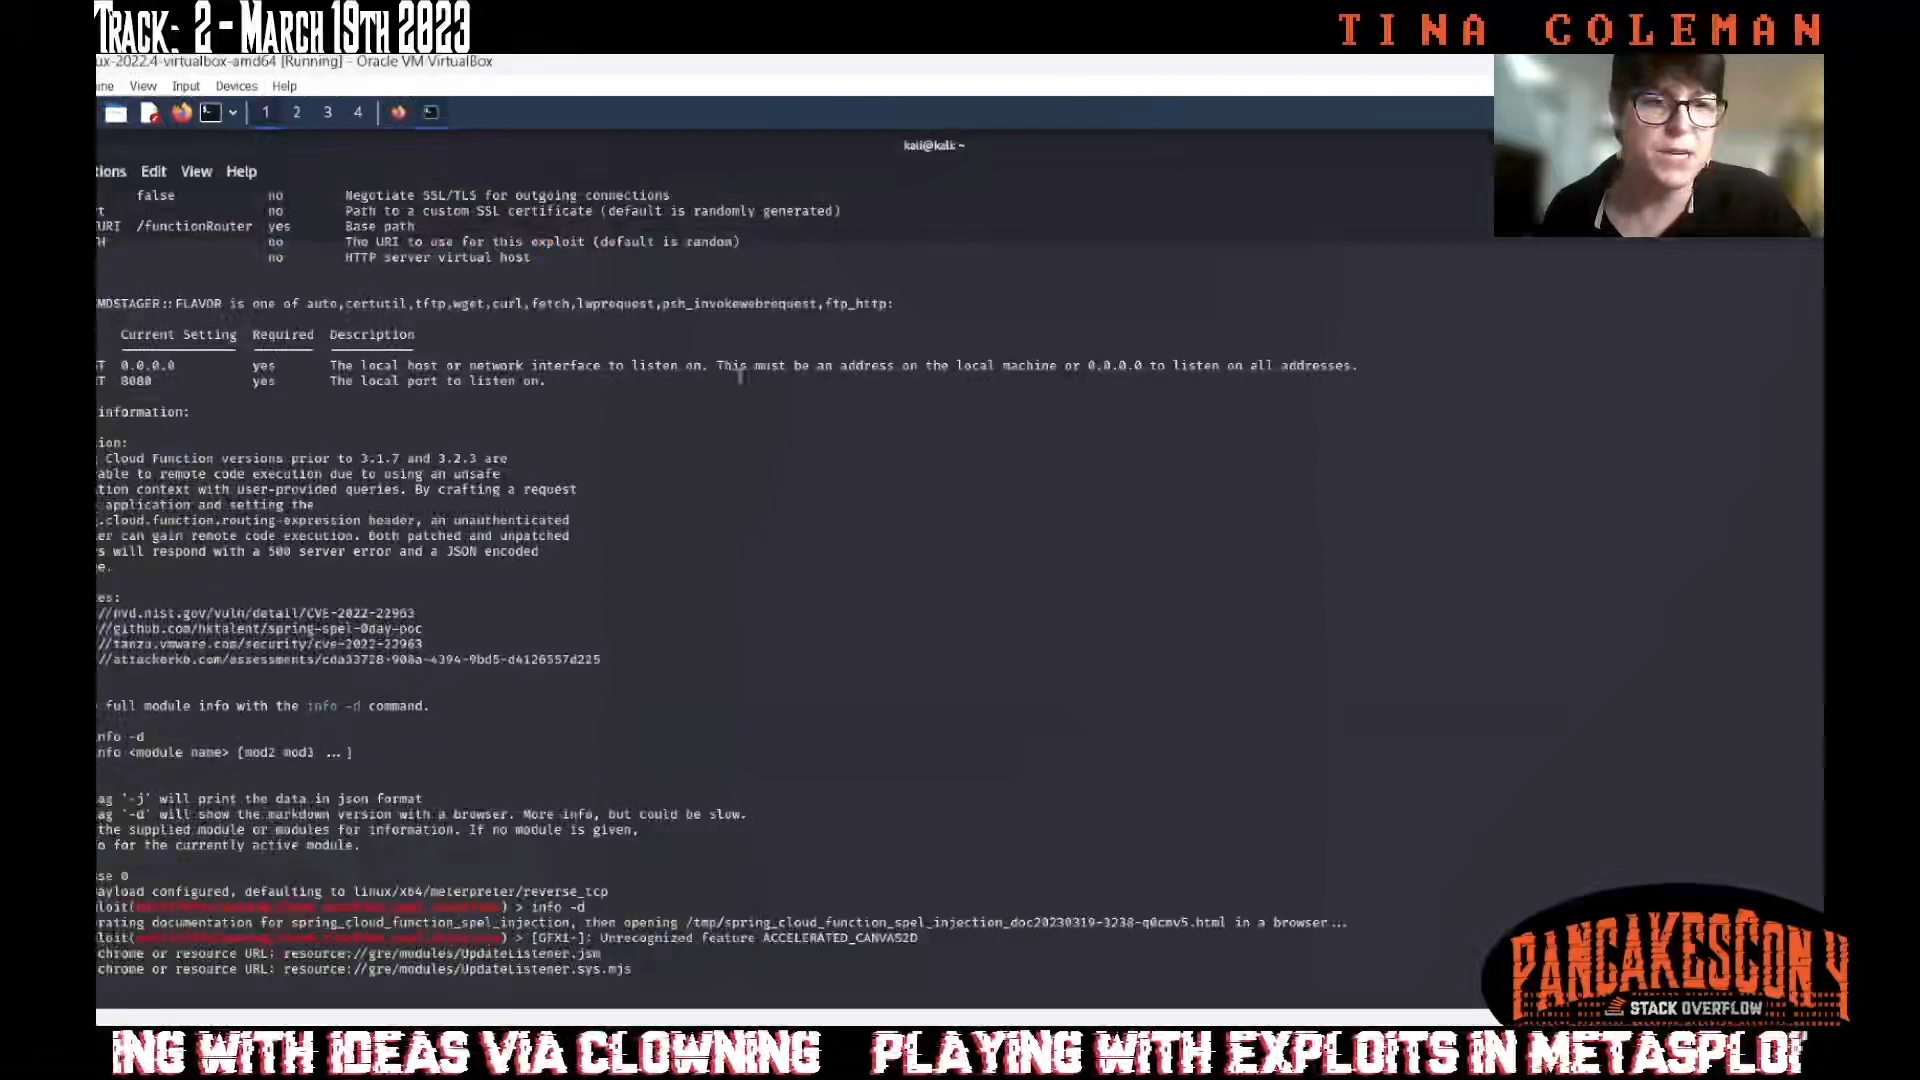 TRACK: 2 - MARCH 19TH 2023
TINA COLEMAN
ux-2022.4-virtualbox-amd64 [Running] - Oracle VM VirtualBox
ine View Input Devices Help
1 2 3 4
kali@kali: ~
tions Edit View Help
false no Negotiate SSL/TLS for outgoing connections
t no Path to a custom SSL certificate (default is randomly generated)
URI /functionRouter yes Base path
H no The URI to use for this exploit (default is random)
no HTTP server virtual host
MDSTAGER::FLAVOR is one of auto,certutil,tftp,wget,curl,fetch,lwprequest,psh_invokewebrequest,ftp_http:
Current Setting Required Description
T 0.0.0.0 yes The local host or network interface to listen on. This must be an address on the local machine or 0.0.0.0 to listen on all addresses.
T 8080 yes The local port to listen on.
information:
ion:
Cloud Function versions prior to 3.1.7 and 3.2.3 are
able to remote code execution due to using an unsafe
tion context with user-provided queries. By crafting a request
application and setting the
.cloud.function.routing-expression header, an unauthenticated
er can gain remote code execution. Both patched and unpatched
s will respond with a 500 server error and a JSON encoded
e.
es:
//nvd.nist.gov/vuln/detail/CVE-2022-22963
//github.com/hktalent/spring-spel-0day-poc
//tanzu.vmware.com/security/cve-2022-22963
//attackerkb.com/assessments/cda33728-908a-4394-9bd5-d4126557d225
full module info with the info -d command.
nfo -d
nfo <module name> [mod2 mod3 ...]
ag '-j' will print the data in json format
ag '-d' will show the markdown version with a browser. More info, but could be slow.
the supplied module or modules for information. If no module is given,
o for the currently active module.
se 0
ayload configured, defaulting to linux/x64/meterpreter/reverse_tcp
loit( ) > info -d
rating documentation for spring_cloud_function_spel_injection, then opening /tmp/spring_cloud_function_spel_injection_doc20230319-3238-q0cmv5.html in a browser...
loit( ) > [GFX1-]: Unrecognized feature ACCELERATED_CANVAS2D
chrome or resource URL: resource://gre/modules/UpdateListener.jsm
chrome or resource URL: resource://gre/modules/UpdateListener.sys.mjs
PANCAKESCON 4
STACK OVERFLOW
ING WITH IDEAS VIA CLOWNING PLAYING WITH EXPLOITS IN METASPLOI